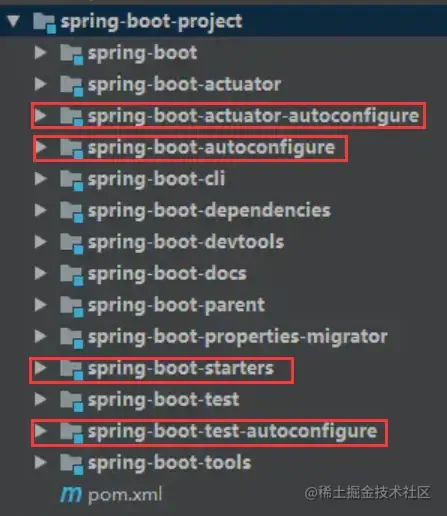 spring-boot-project
spring-boot
spring-boot-actuator
spring-boot-actuator-autoconfigure
spring-boot-autoconfigure
spring-boot-cli
spring-boot-dependencies
spring-boot-devtools
spring-boot-docs
spring-boot-parent
spring-boot-properties-migrator
spring-boot-starters
spring-boot-test
spring-boot-test-autoconfigure
spring-boot-tools
m pom.xml
@稀土掘金技术社区